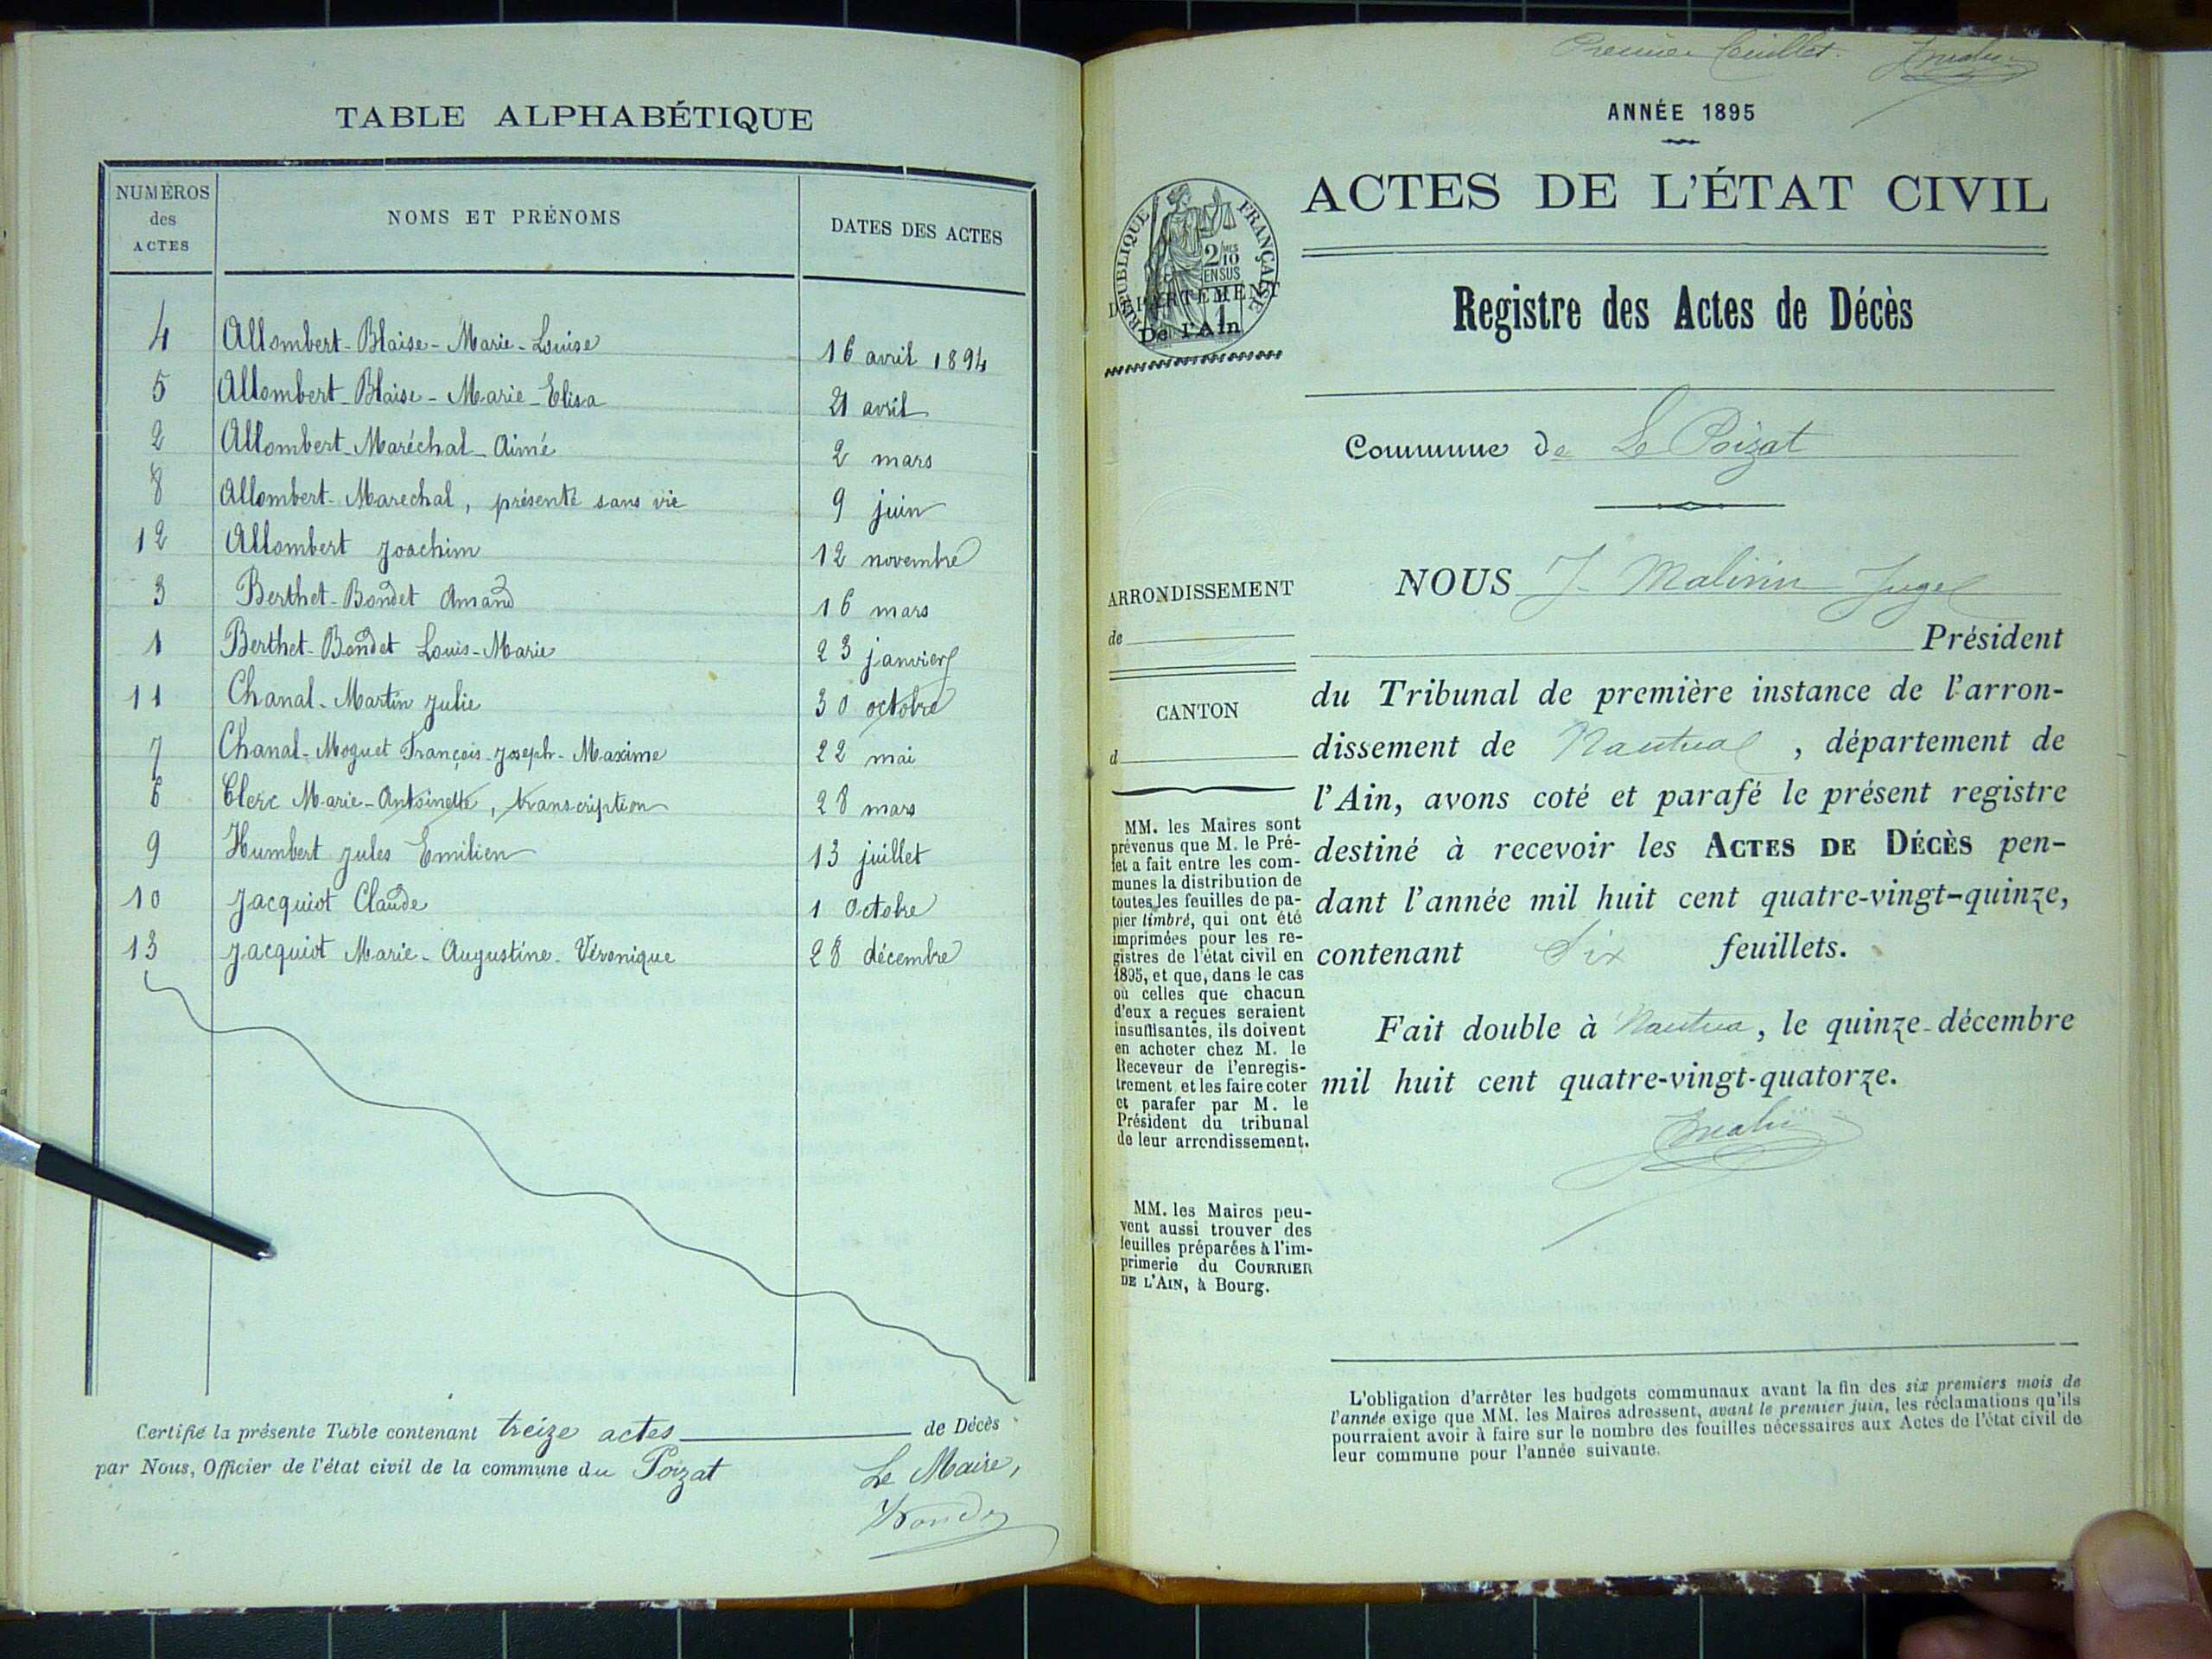 TABLE ALPHABÉTIQUE
NUMÉROS
des
ACTES
NOMS ET PRÉNOMS
DATES DES ACTES
4 Allombert-Blaise-Marie-Louise 16 avril 1894
5 Allombert-Blaise-Marie-Elisa 21 avril
2 Allombert-Maréchal-Aimé 2 mars
8 Allombert-Marechal, présenté sans vie 9 juin
12 Allombert Joachim 12 novembre
3 Berthet-Bondet Amand 16 mars
1 Berthet-Bondet Louis-Marie 23 janvier
11 Chanal-Martin Julie 30 octobre
7 Chanal-Moguet François-Joseph-Maxime 22 mai
6 Clerc Marie-Antoinette, transcription 28 mars
9 Humbert Jules Emilien 13 juillet
10 Jacquiot Claude 1 Octobre
13 Jacquiot Marie-Augustine-Véronique 28 décembre
Certifié la présente Table contenant treize actes de Décès
par Nous, Officier de l'état civil de la commune du Poizat
Le Maire,
Premier feuillet.
ANNÉE 1895
ACTES DE L'ÉTAT CIVIL
RÉPUBLIQUE FRANÇAISE
2/10
MES
EN SUS
DÉPARTEMENT
De l'Ain
Registre des Actes de Décès
Commune de Le Poizat
ARRONDISSEMENT
de
CANTON
d
MM. les Maires sont
prévenus que M. le Pré-
fet a fait entre les com-
munes la distribution de
toutes les feuilles de pa-
pier timbré, qui ont été
imprimées pour les re-
gistres de l'état civil en
1895, et que, dans le cas
où celles que chacun
d'eux a reçues seraient
insuffisantes, ils doivent
en acheter chez M. le
Receveur de l'enregis-
trement et les faire coter
et parafer par M. le
Président du tribunal
de leur arrondissement.
MM. les Maires peu-
vent aussi trouver des
feuilles préparées à l'im-
primerie du COURRIER
DE L'AIN, à Bourg.
NOUS J. Juge
Président
du Tribunal de première instance de l'arron-
dissement de Nantua, département de
l'Ain, avons coté et parafé le présent registre
destiné à recevoir les ACTES DE DÉCÈS pen-
dant l'année mil huit cent quatre-vingt-quinze,
contenant Six feuillets.
Fait double à Nantua, le quinze décembre
mil huit cent quatre-vingt-quatorze.
L'obligation d'arrêter les budgets communaux avant la fin des six premiers mois de
l'année exige que MM. les Maires adressent, avant le premier juin, les réclamations qu'ils
pourraient avoir à faire sur le nombre des feuilles nécessaires aux Actes de l'état civil de
leur commune pour l'année suivante.